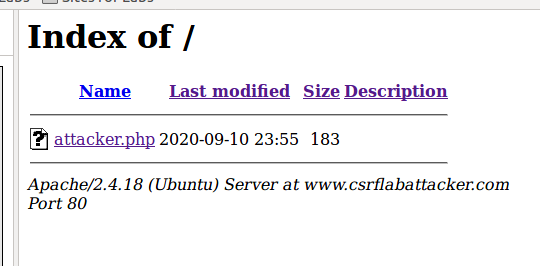 Index of /
Name Last modified Size Description
attacker.php 2020-09-10 23:55 183
Apache/2.4.18 (Ubuntu) Server at www.csrflabattacker.com
Port 80